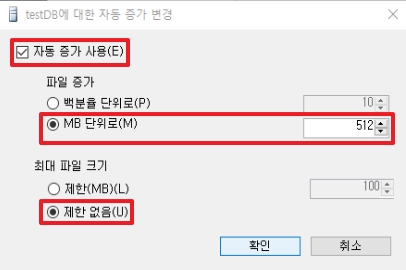 testDB에 대한 자동 증가 변경
자동 증가 사용(E)
파일 증가
백분율 단위로(P) 10
MB 단위로(M) 512
최대 파일 크기
제한(MB)(L) 100
제한 없음(U)
확인 취소